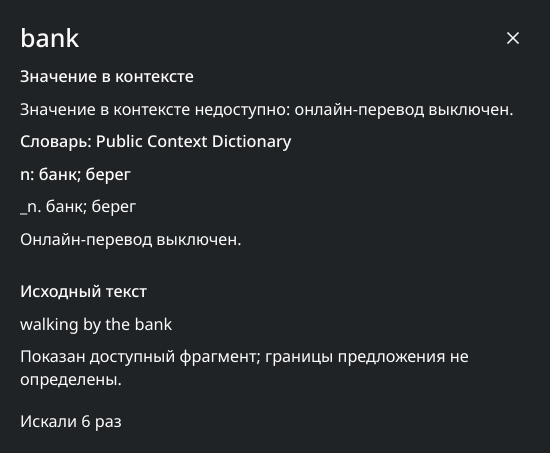 bank
Значение в контексте
Значение в контексте недоступно: онлайн-перевод выключен.
Словарь: Public Context Dictionary
n: банк; берег
_n. банк; берег
Онлайн-перевод выключен.
Исходный текст
walking by the bank
Показан доступный фрагмент; границы предложения не
определены.
Искали 6 раз